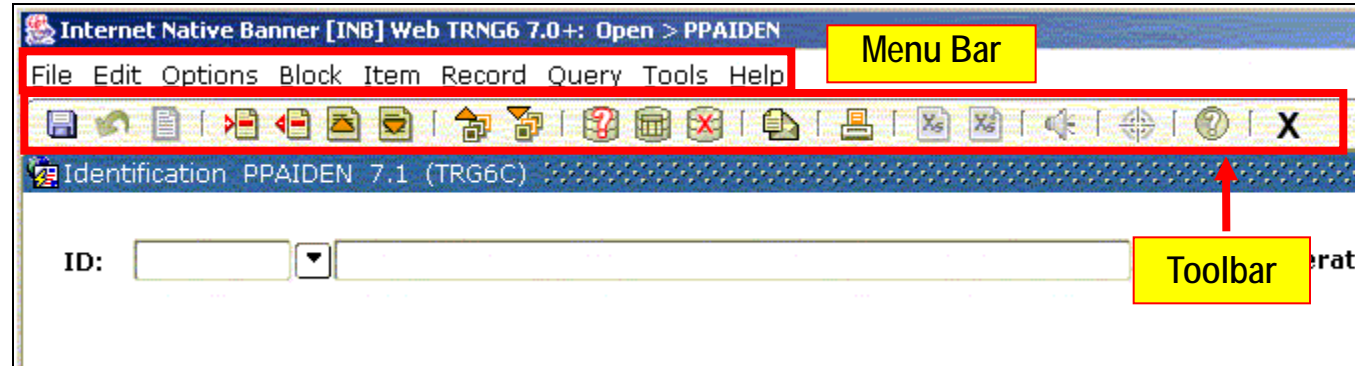 Internet Native Banner [INB] Web TRNG6 7.0+: Open > PPAIDEN
Menu Bar
File Edit Options Block Item Record Query Tools Help
X
Identification PPAIDEN 7.1 (TRG6C)
ID:
Toolbar
erat